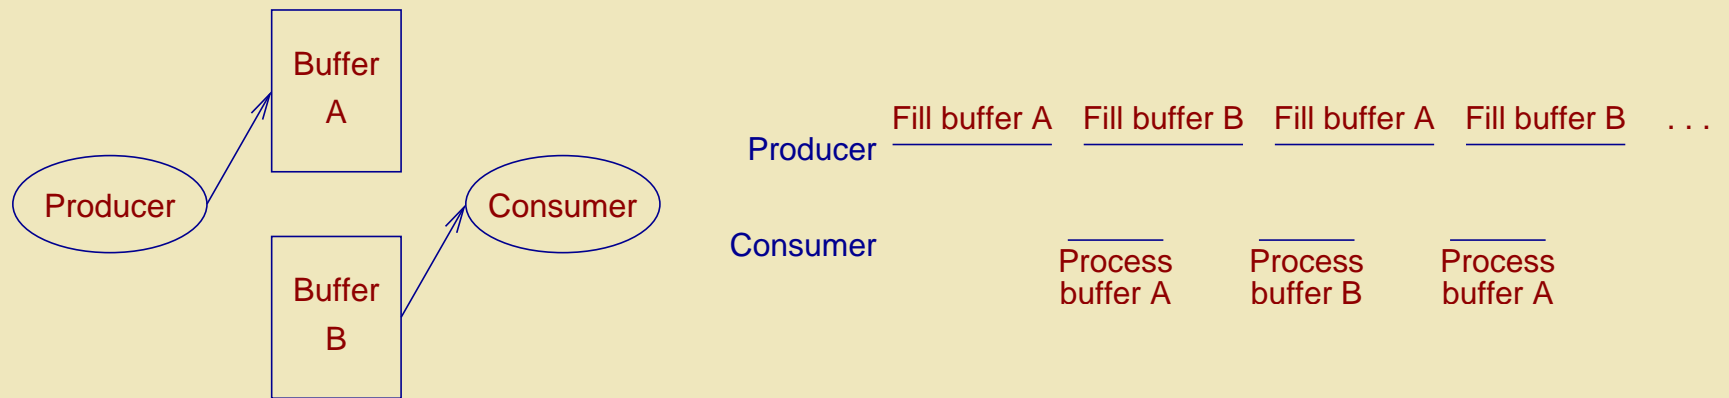 Buffer
A
Producer
Consumer
Buffer
B
Fill buffer A Fill buffer B Fill buffer A Fill buffer B . . .
Producer
Consumer
Process Process Process
buffer A buffer B buffer A